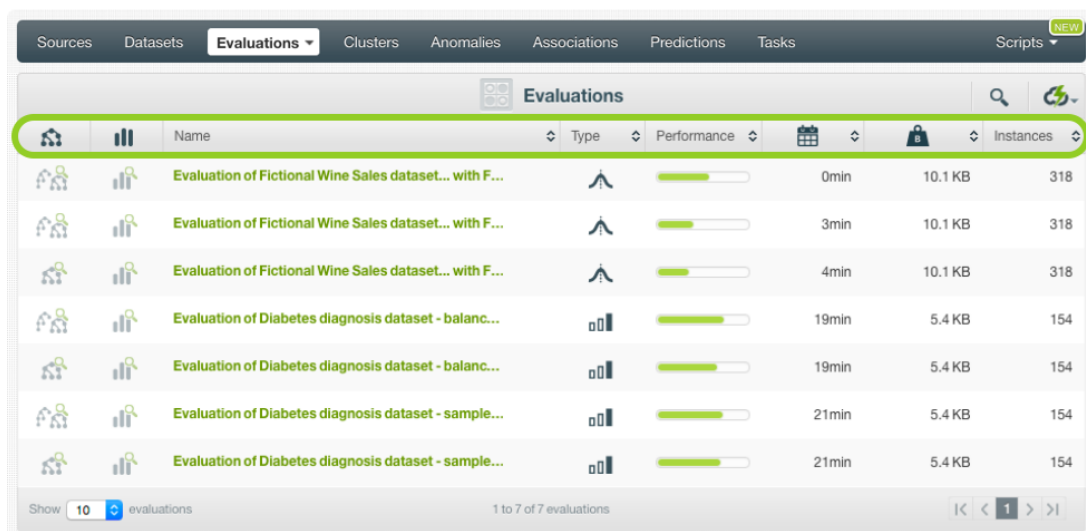 NEW
Sources Datasets Evaluations Clusters Anomalies Associations Predictions Tasks Scripts
Evaluations
Name Type Performance B Instances
Evaluation of Fictional Wine Sales dataset... with F... 0min 10.1 KB 318
Evaluation of Fictional Wine Sales dataset... with F... 3min 10.1 KB 318
Evaluation of Fictional Wine Sales dataset... with F... 4min 10.1 KB 318
Evaluation of Diabetes diagnosis dataset - balanc... 19min 5.4 KB 154
Evaluation of Diabetes diagnosis dataset - balanc... 19min 5.4 KB 154
Evaluation of Diabetes diagnosis dataset - sample... 21min 5.4 KB 154
Evaluation of Diabetes diagnosis dataset - sample... 21min 5.4 KB 154
Show 10 evaluations 1 to 7 of 7 evaluations 1